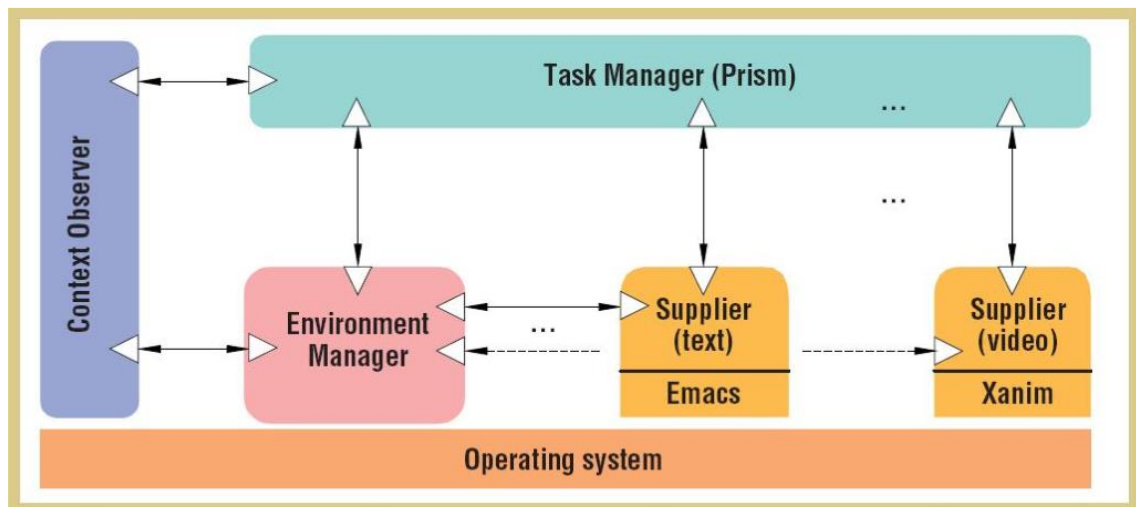 Task Manager (Prism)
...
Context Observer
...
Environment
Manager
...
Supplier
(text)
Emacs
Supplier
(video)
Xanim
Operating system